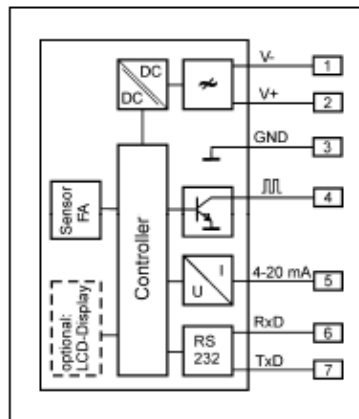 DC
DC
V-
1
V+
2
GND
3
4
Sensor
FA
Controller
U
I
4-20 mA
5
optional:
LCD-Display
RS
232
RxD
6
TxD
7